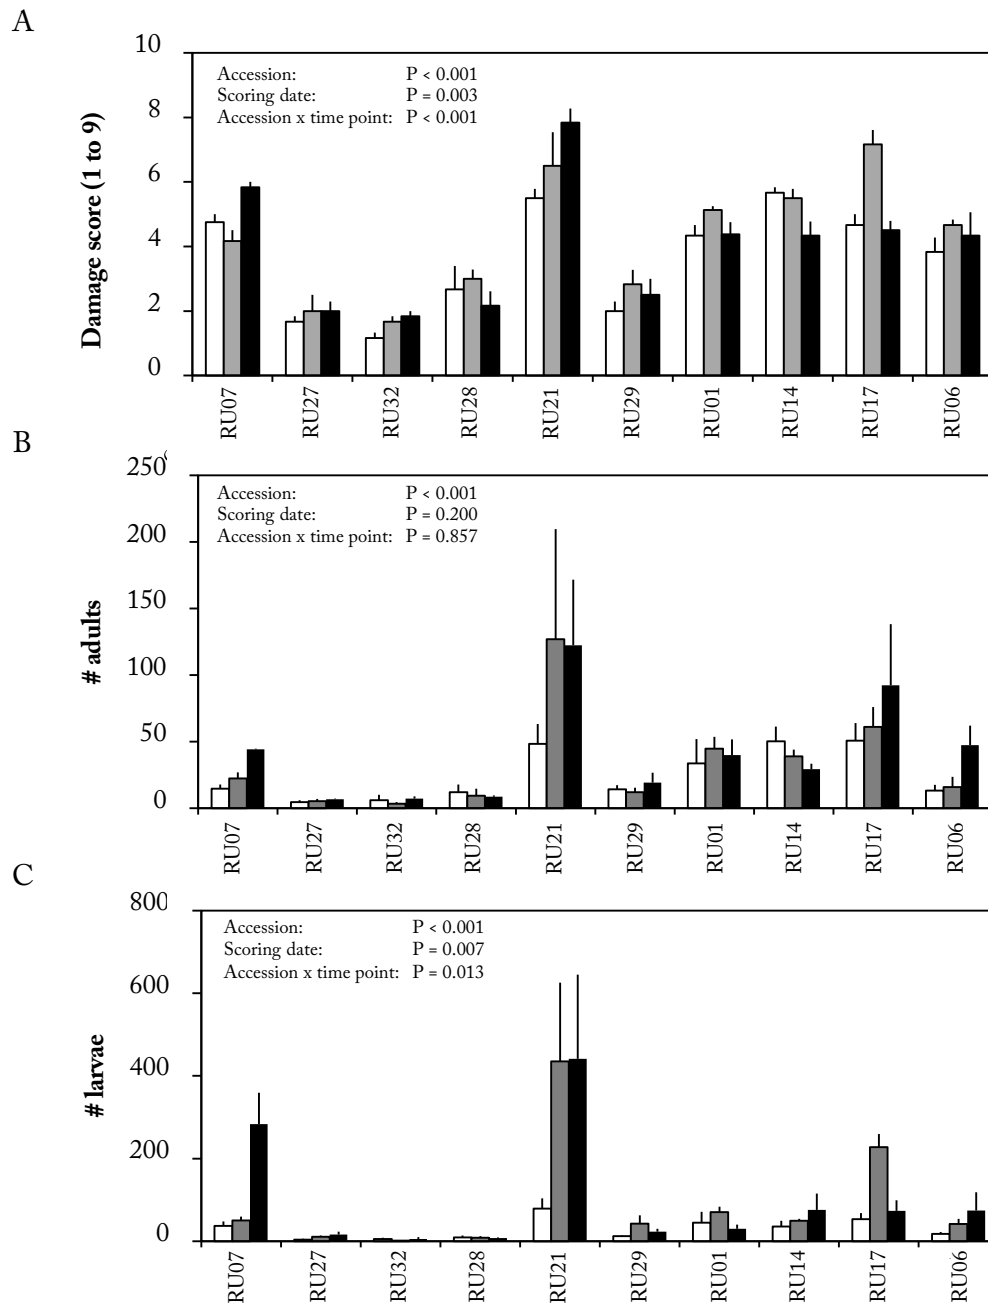 A
10
Accession: P < 0.001
Scoring date: P = 0.003
Accession x time point: P < 0.001
8
6
4
2
0
Damage score (1 to 9)
RU07 RU27 RU32 RU28 RU21 RU29 RU01 RU14 RU17 RU06
B
250
Accession: P < 0.001
Scoring date: P = 0.200
Accession x time point: P = 0.857
200
150
100
50
0
# adults
RU07 RU27 RU32 RU28 RU21 RU29 RU01 RU14 RU17 RU06
C
800
Accession: P < 0.001
Scoring date: P = 0.007
Accession x time point: P = 0.013
600
400
200
0
# larvae
RU07 RU27 RU32 RU28 RU21 RU29 RU01 RU14 RU17 RU06